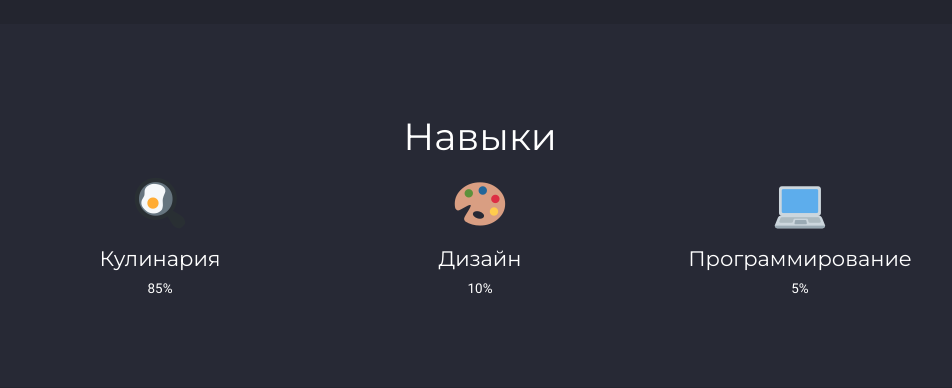 Навыки
Кулинария
Дизайн
Программирование
85%
10%
5%